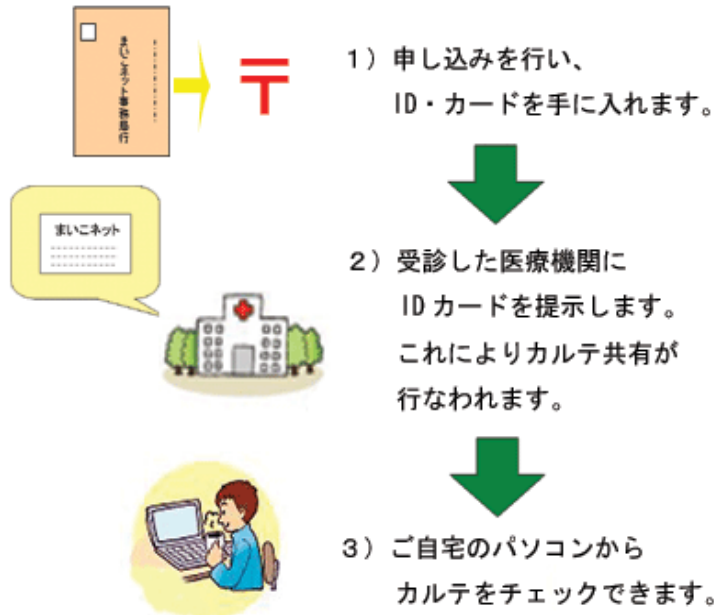 まいこネット事務局行
〒
1）申し込みを行い、
ID・カードを手に入れます。
まいこネット
2）受診した医療機関に
IDカードを提示します。
これによりカルテ共有が
行なわれます。
3）ご自宅のパソコンから
カルテをチェックできます。